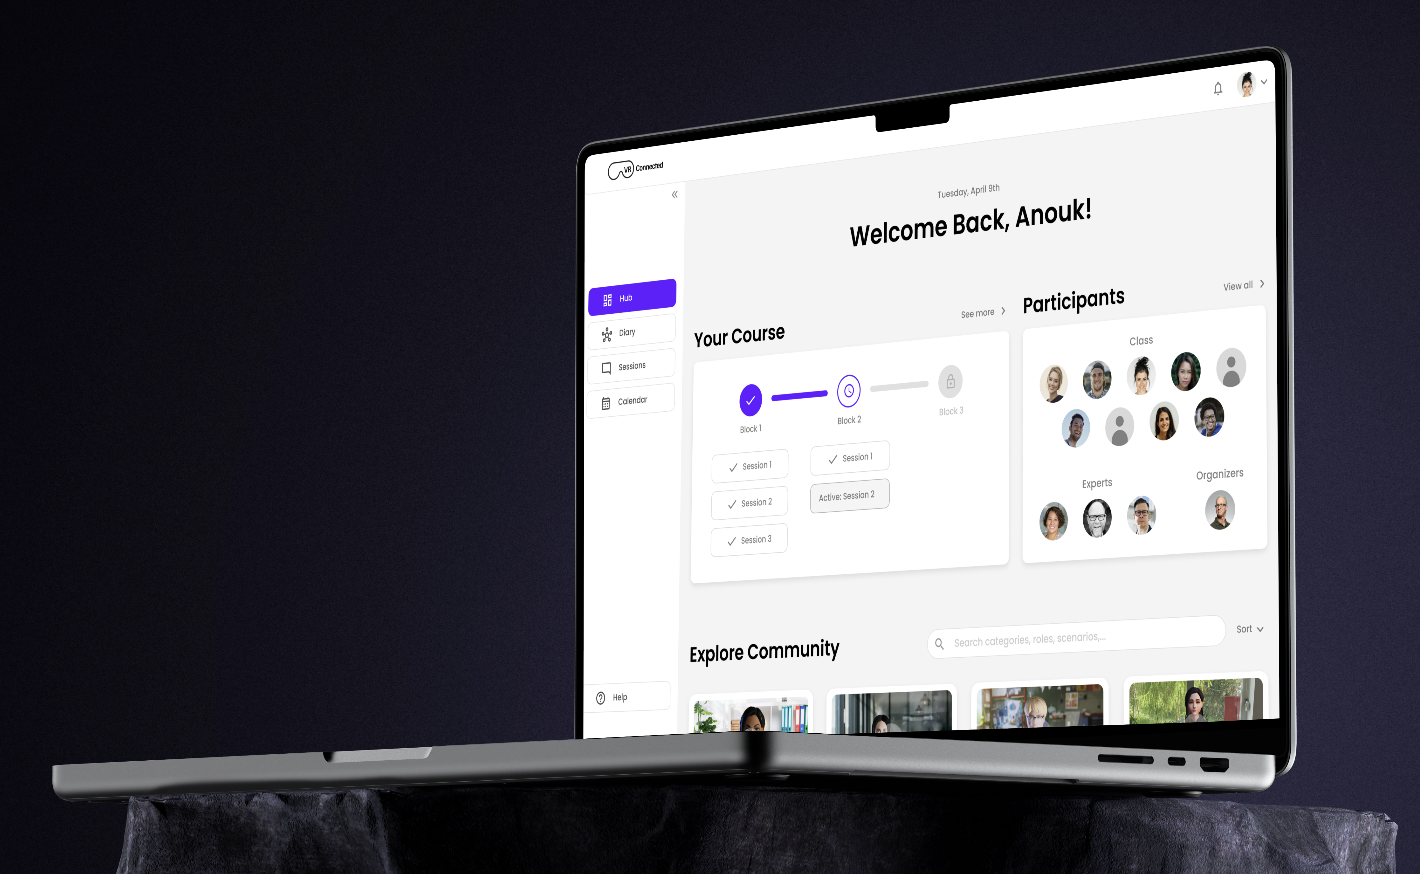 VR Connected
Tuesday, April 9th
Welcome Back, Anouk!
Hub
Diary
Sessions
Calendar
Help
Your Course
See more
Block 1
Block 2
Block 3
Session 1
Session 2
Session 3
Session 1
Active: Session 2
Participants
View all
Class
Experts
Organizers
Explore Community
Search categories, roles, scenarios,...
Sort